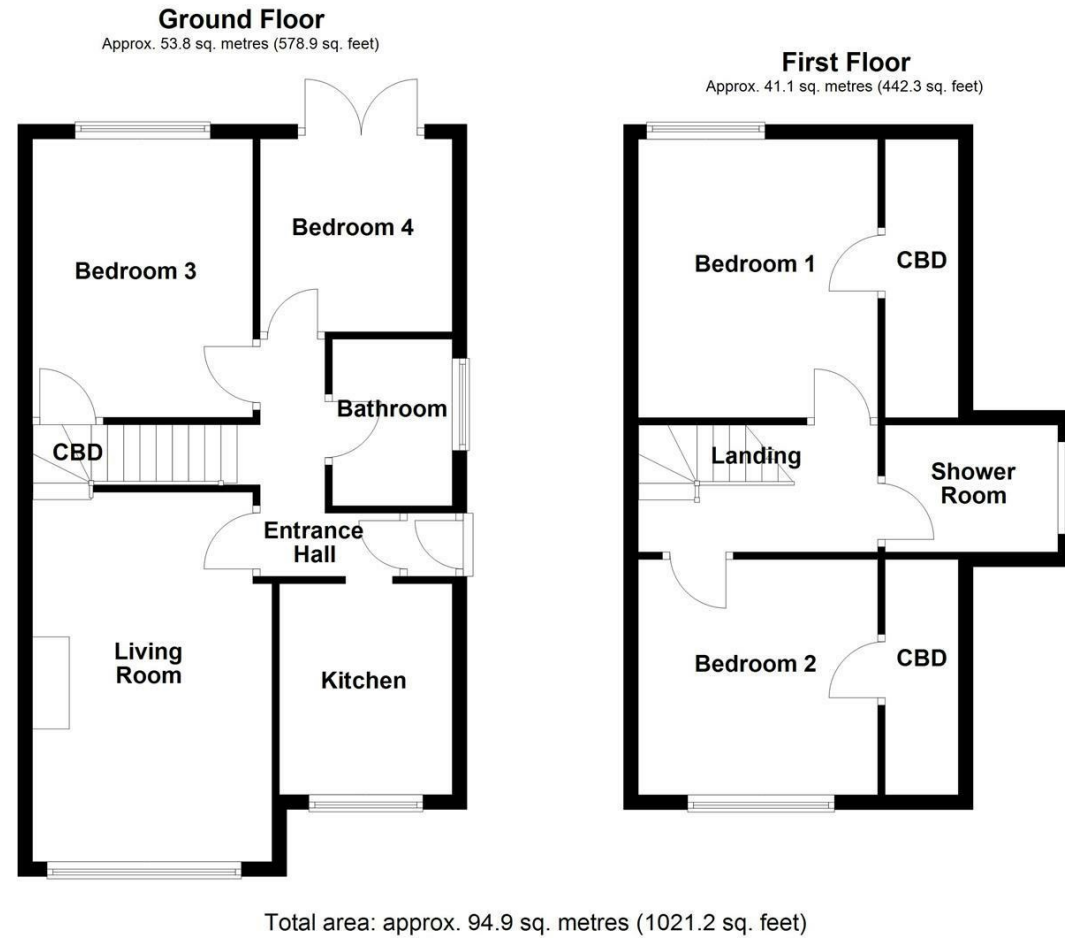 Ground Floor
Approx. 53.8 sq. metres (578.9 sq. feet)
Bedroom 3
Bedroom 4
Bathroom
CBD
Entrance
Hall
Living
Room
Kitchen
First Floor
Approx. 41.1 sq. metres (442.3 sq. feet)
Bedroom 1
CBD
Landing
Shower
Room
Bedroom 2
CBD
Total area: approx. 94.9 sq. metres (1021.2 sq. feet)